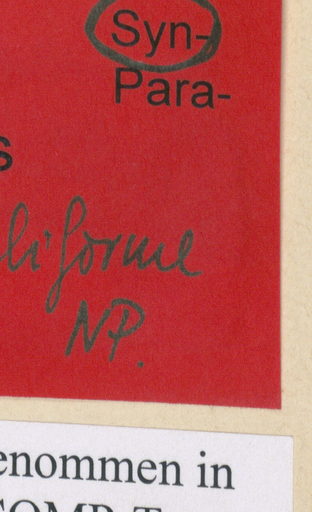 Syn-
Para-
s
liforme
NP.
enommen in